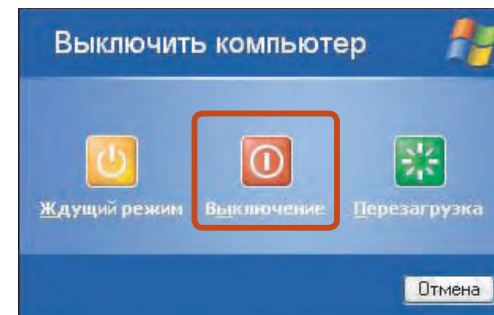 Выключить компьютер
Ждущий режим Выключение Перезагрузка
Отмена